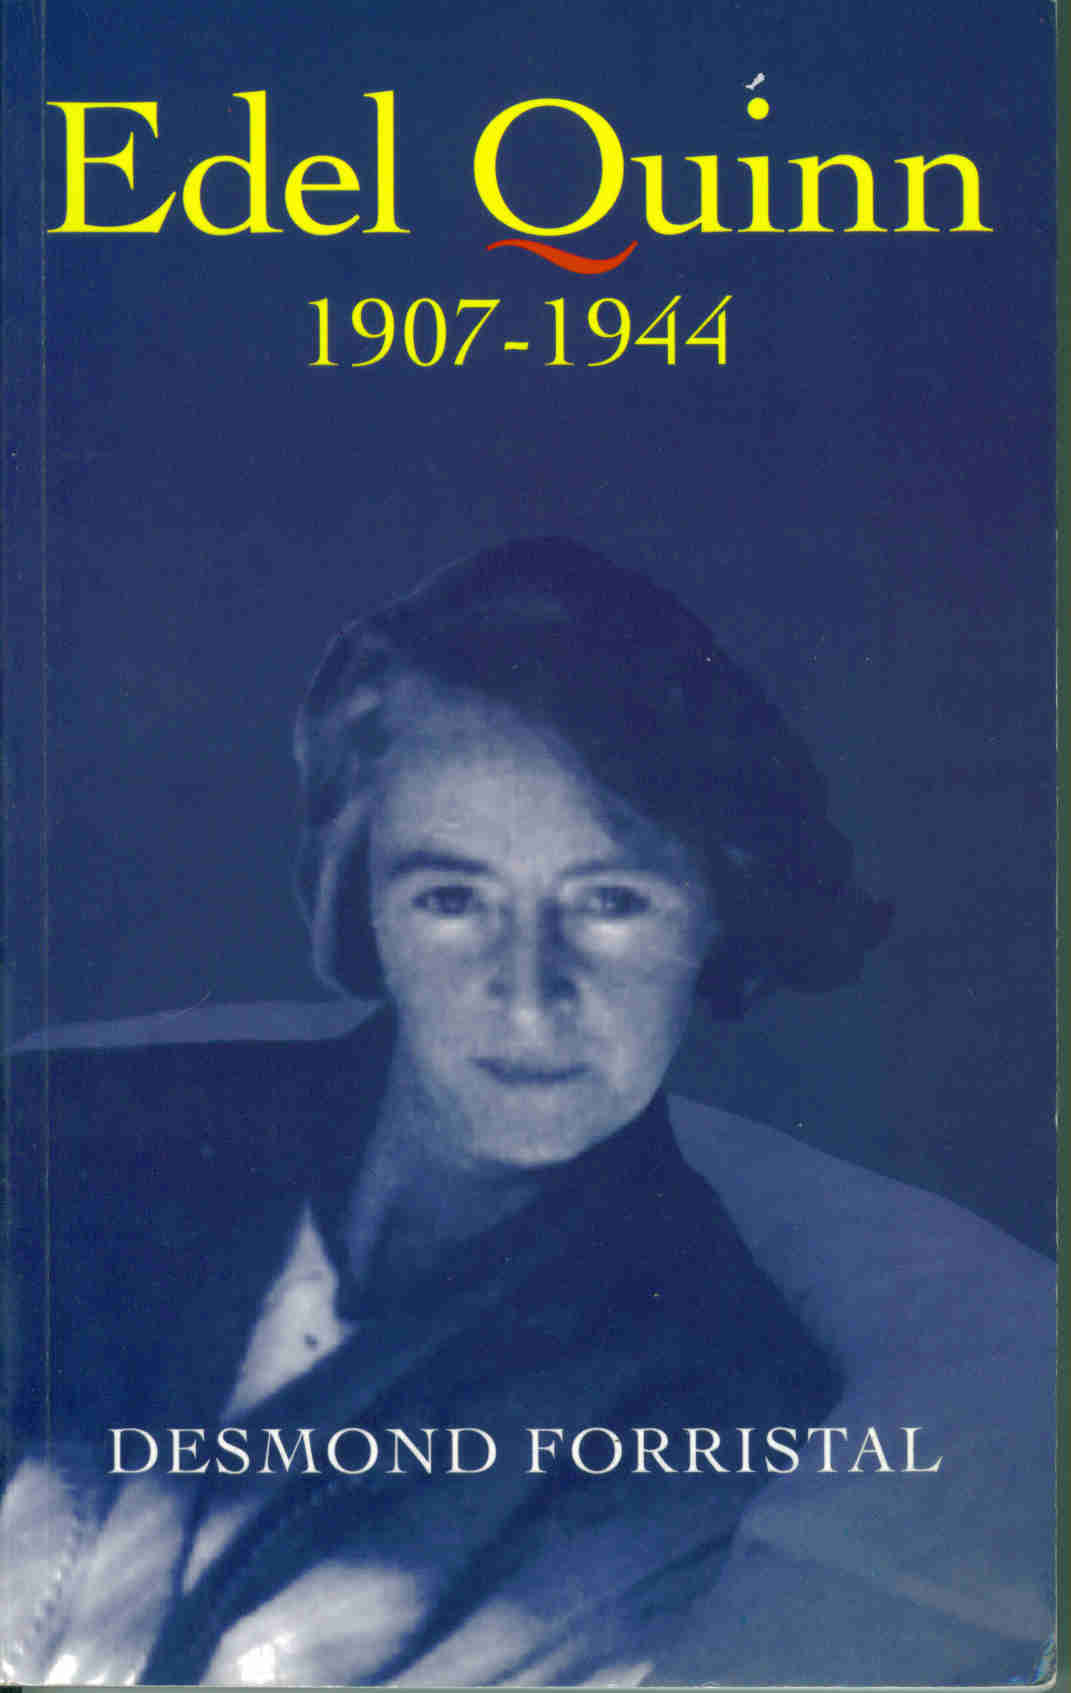 Edel Quinn
1907-1944
DESMOND FORRISTAL